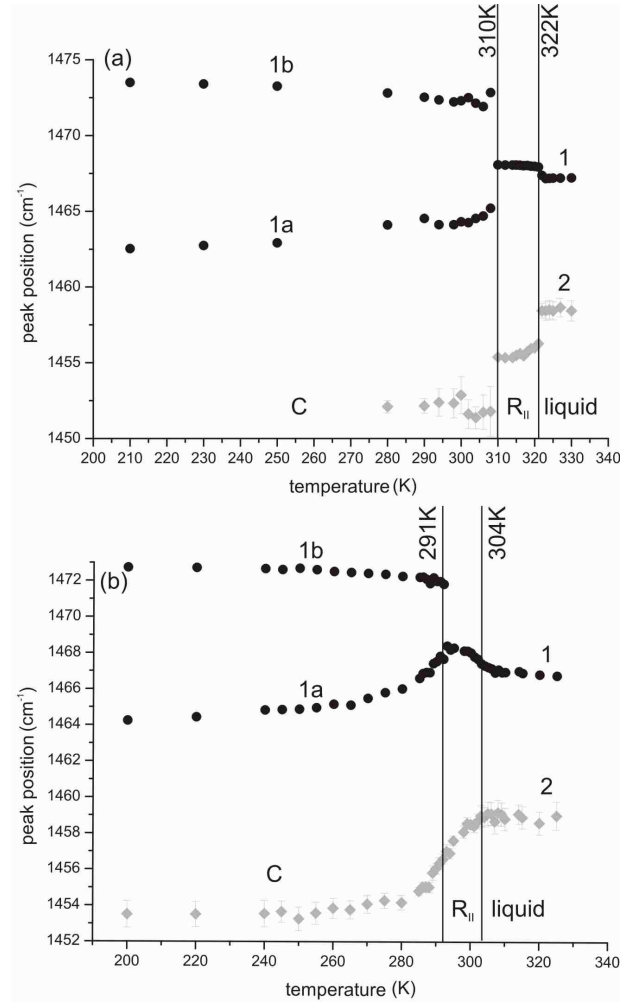 (a)
310K
322K
1475
1470
1465
1460
1455
1450
peak position (cm⁻¹)
1b
1a
1
2
C
R_II
liquid
200 210 220 230 240 250 260 270 280 290 300 310 320 330 340
temperature (K)
(b)
291K
304K
1472
1470
1468
1466
1464
1462
1460
1458
1456
1454
1452
peak position (cm⁻¹)
1b
1a
1
2
C
R_II
liquid
200 220 240 260 280 300 320 340
temperature (K)